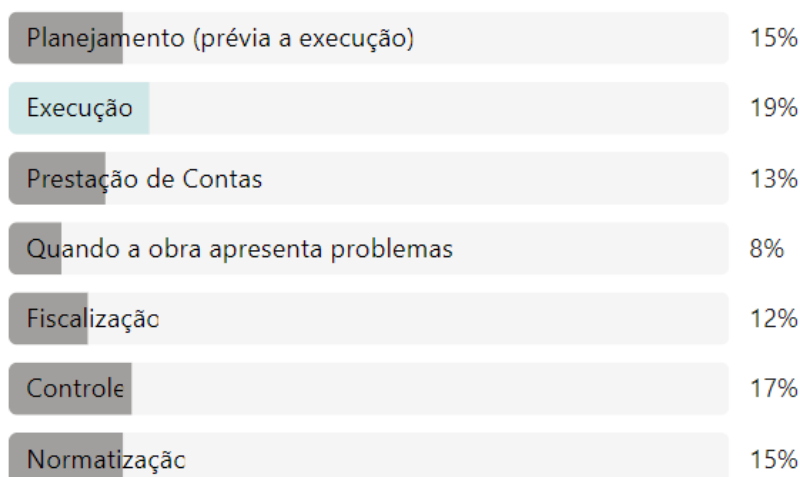 Planejamento (prévia a execução) 15%
Execução 19%
Prestação de Contas 13%
Quando a obra apresenta problemas 8%
Fiscalização 12%
Controle 17%
Normatização 15%